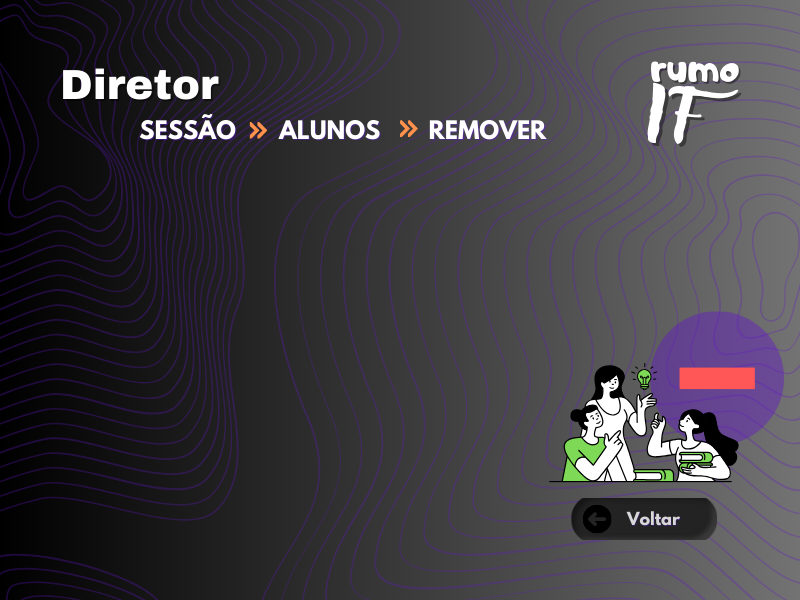 Diretor
rumo
IF
SESSÃO » ALUNOS » REMOVER
Voltar